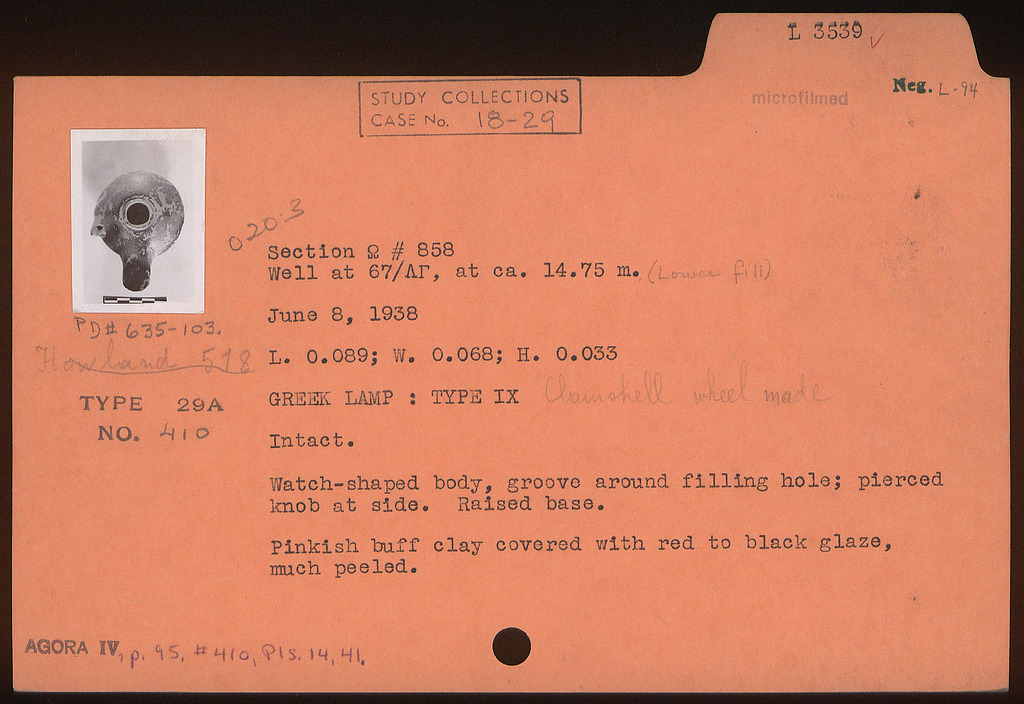 L 3539 ✓
Neg. L-94
microfilmed
STUDY COLLECTIONS
CASE No. 18-29
020:3
Section Ω # 858
Well at 67/ΛΓ, at ca. 14.75 m. (Lower fill)
June 8, 1938
PD# 635-103.
Howland 578
L. 0.089; W. 0.068; H. 0.033
TYPE 29A
NO. 410
GREEK LAMP : TYPE IX Clamshell wheel made
Intact.
Watch-shaped body, groove around filling hole; pierced
knob at side. Raised base.
Pinkish buff clay covered with red to black glaze,
much peeled.
AGORA IV, p. 95, #410, Pls. 14, 41.